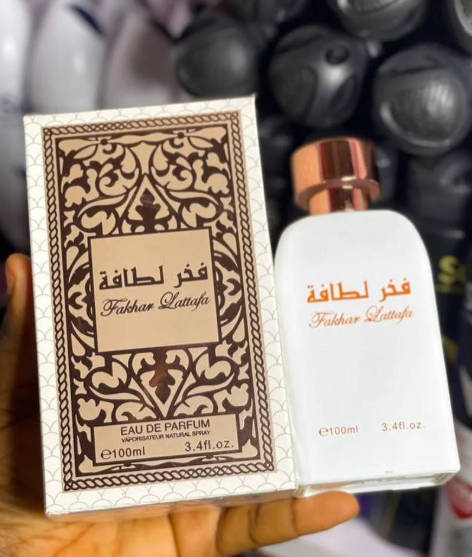 فخر لطافة
Fakhar Lattafa
EAU DE PARFUM
VAPORISATEUR NATURAL SPRAY
℮100ml 3.4fl.oz.
فخر لطافة
Fakhar Lattafa
℮100ml 3.4fl.oz.